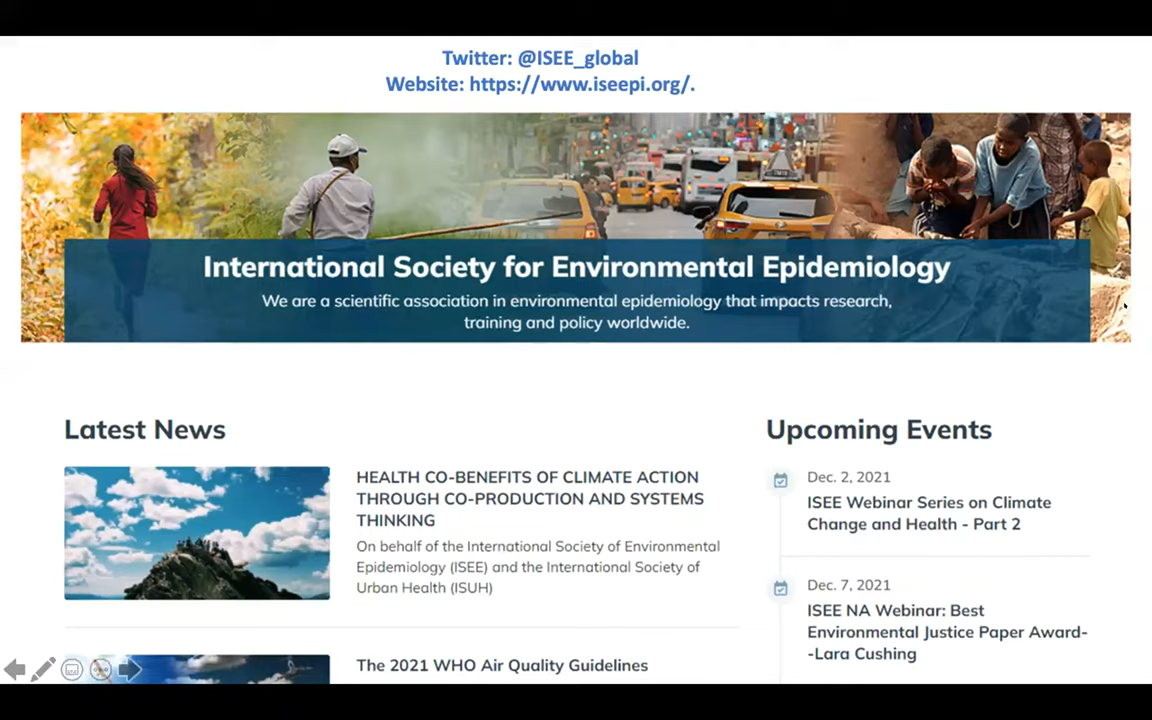 Twitter: @ISEE_global
Website: https://www.iseepi.org/.
International Society for Environmental Epidemiology
We are a scientific association in environmental epidemiology that impacts research,
training and policy worldwide.
Latest News
HEALTH CO-BENEFITS OF CLIMATE ACTION
THROUGH CO-PRODUCTION AND SYSTEMS
THINKING
On behalf of the International Society of Environmental
Epidemiology (ISEE) and the International Society of
Urban Health (ISUH)
The 2021 WHO Air Quality Guidelines
Upcoming Events
Dec. 2, 2021
ISEE Webinar Series on Climate
Change and Health - Part 2
Dec. 7, 2021
ISEE NA Webinar: Best
Environmental Justice Paper Award-
-Lara Cushing